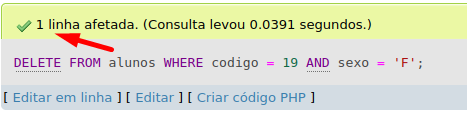 1 linha afetada. (Consulta levou 0.0391 segundos.)
DELETE FROM alunos WHERE codigo = 19 AND sexo = 'F';
[ Editar em linha ] [ Editar ] [ Criar código PHP ]